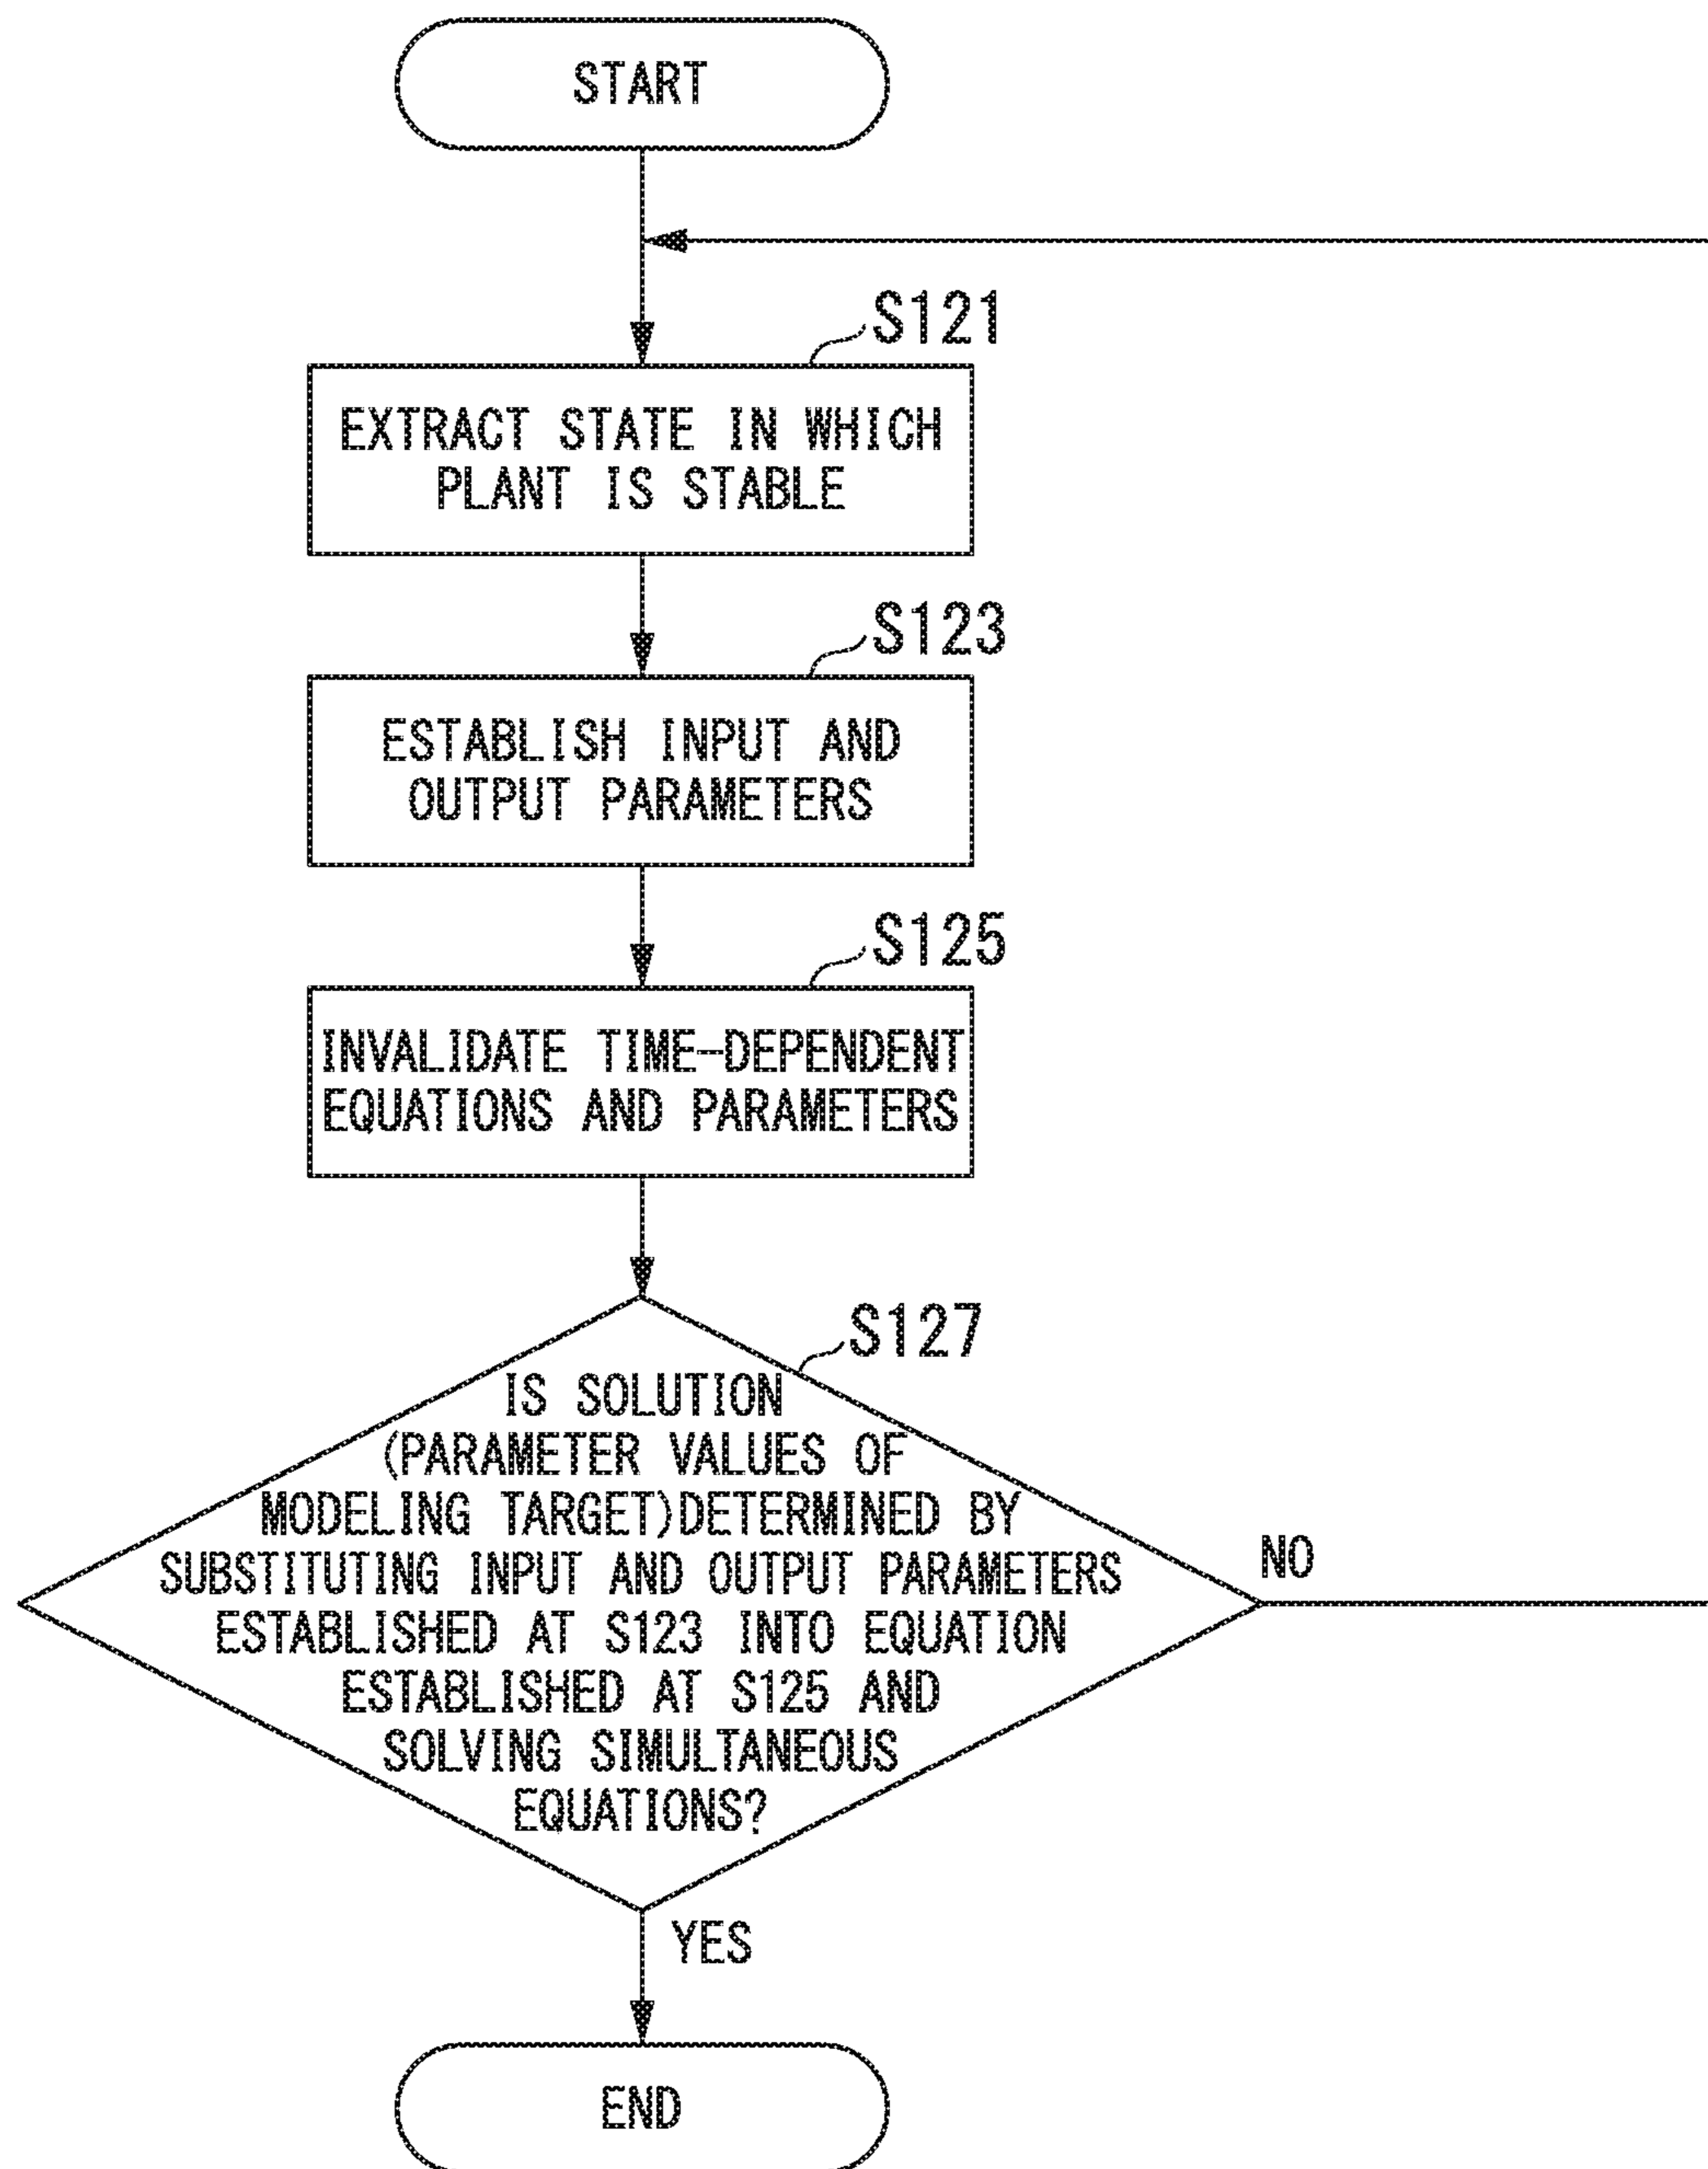 START
S121
EXTRACT STATE IN WHICH
PLANT IS STABLE
S123
ESTABLISH INPUT AND
OUTPUT PARAMETERS
S125
INVALIDATE TIME-DEPENDENT
EQUATIONS AND PARAMETERS
S127
IS SOLUTION
(PARAMETER VALUES OF
MODELING TARGET)DETERMINED BY
SUBSTITUTING INPUT AND OUTPUT PARAMETERS
ESTABLISHED AT S123 INTO EQUATION
ESTABLISHED AT S125 AND
SOLVING SIMULTANEOUS
EQUATIONS?
NO
YES
END